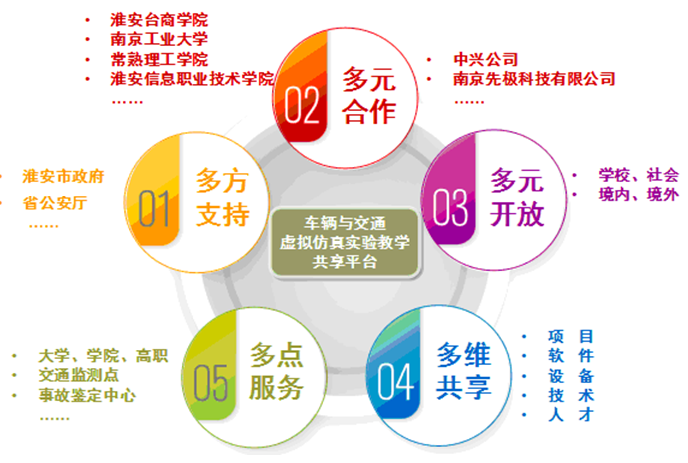 淮安台商学院
南京工业大学
常熟理工学院
淮安信息职业技术学院
……
02
多元
合作
中兴公司
南京先极科技有限公司
……
淮安市政府
省公安厅
……
01
多方
支持
03
多元
开放
学校、社会
境内、境外
车辆与交通
虚拟仿真实验教学
共享平台
大学、学院、高职
交通监测点
事故鉴定中心
……
05
多点
服务
04
多维
共享
项 目
软 件
设 备
技 术
人 才